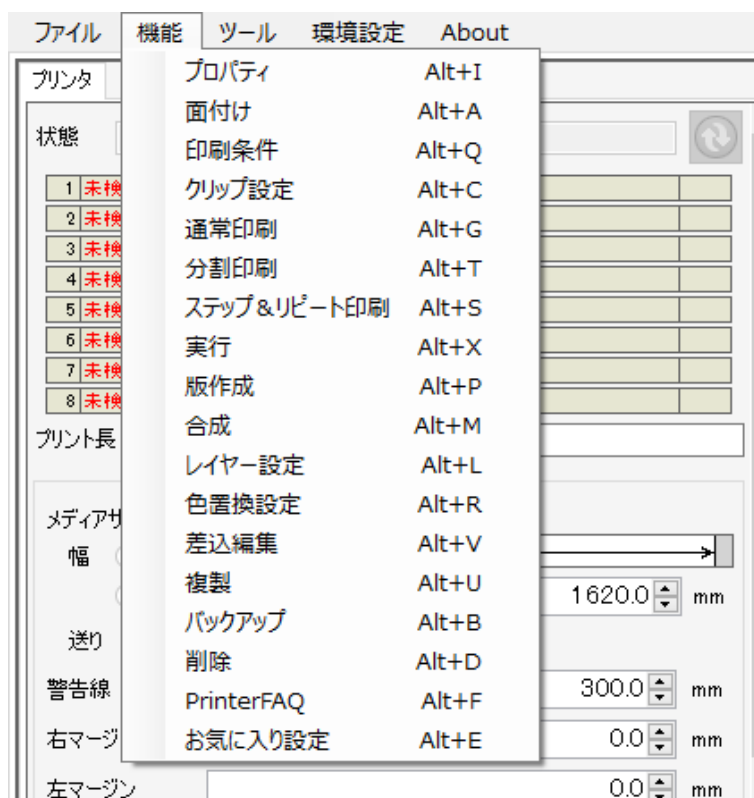 ファイル 機能 ツール 環境設定 About
プリンタ
プロパティ Alt+I
面付け Alt+A
状態
印刷条件 Alt+Q
1 未検
クリップ設定 Alt+C
2 未検
通常印刷 Alt+G
3 未検
分割印刷 Alt+T
4 未検
5 未検
ステップ&リピート印刷 Alt+S
6 未検
実行 Alt+X
7 未検
版作成 Alt+P
8 未検
合成 Alt+M
プリント長
レイヤー設定 Alt+L
色置換設定 Alt+R
メディアサ
差込編集 Alt+V
幅
複製 Alt+U
1620.0 mm
バックアップ Alt+B
送り
削除 Alt+D
警告線 300.0 mm
PrinterFAQ Alt+F
右マージ 0.0 mm
お気に入り設定 Alt+E
左マージン 0.0 mm